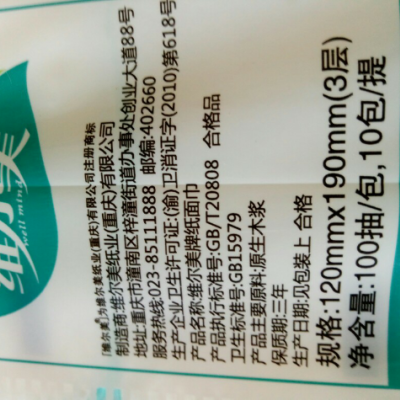 维尔美
well mind
[维尔美]为维尔美纸业(重庆)有限公司注册商标
制造商:维尔美纸业(重庆)有限公司
地址:重庆市潼南区梓潼街道办事处创业大道88号
服务热线:023-85111888 邮编:402660
生产企业卫生许可证:(渝)卫消证字(2010)第618号
产品名称:维尔美牌纸面巾
产品执行标准号:GB/T20808 合格品
卫生标准号:GB15979
产品主要原料:原生木浆
保质期:三年
生产日期:见包装上 合格
规格:120mmx190mm(3层)
净含量:100抽/包,10包/提